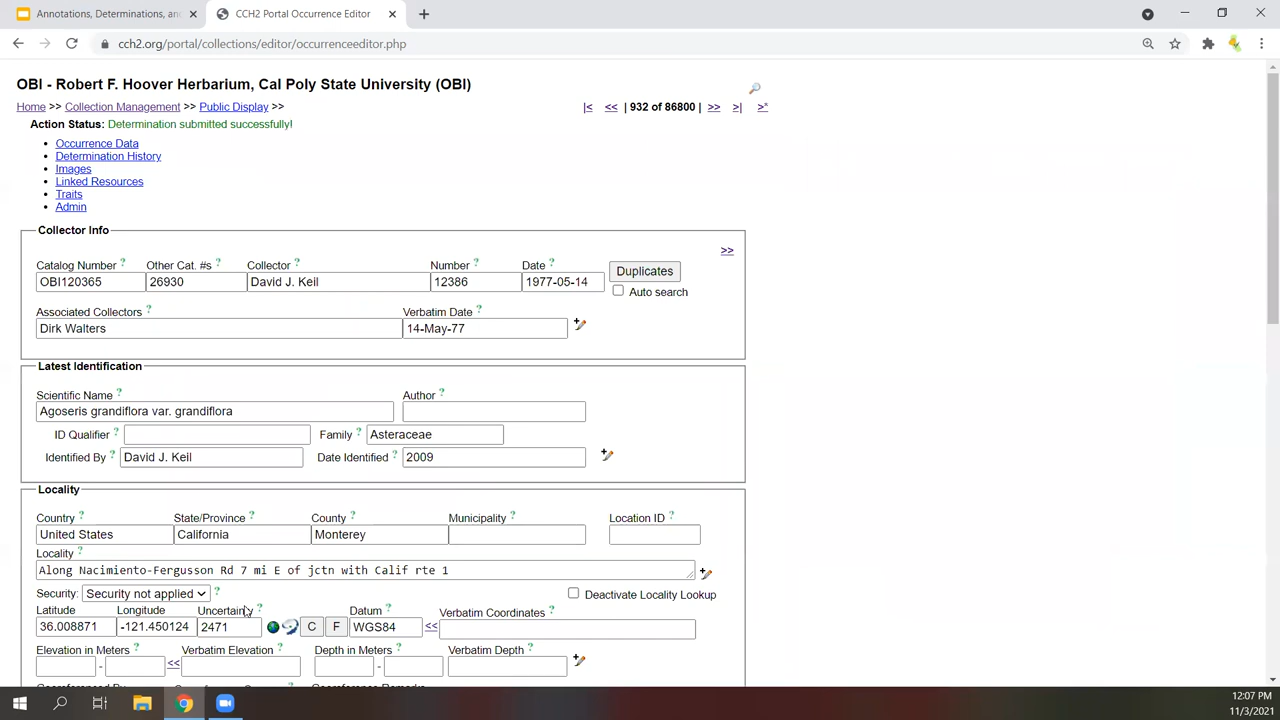 Annotations, Determinations, an
CCH2 Portal Occurrence Editor
cch2.org/portal/collections/editor/occurrenceeditor.php
OBI - Robert F. Hoover Herbarium, Cal Poly State University (OBI)
Home >> Collection Management >> Public Display >>
|< << | 932 of 86800 | >> >| >*
Action Status: Determination submitted successfully!
Occurrence Data
Determination History
Images
Linked Resources
Traits
Admin
Collector Info
>>
Catalog Number ? Other Cat. #s ? Collector ? Number ? Date ?
OBI120365 26930 David J. Keil 12386 1977-05-14
Duplicates
Auto search
Associated Collectors ? Verbatim Date ?
Dirk Walters 14-May-77
Latest Identification
Scientific Name ? Author ?
Agoseris grandiflora var. grandiflora
ID Qualifier ? Family ? Asteraceae
Identified By ? David J. Keil Date Identified ? 2009
Locality
Country ? State/Province ? County ? Municipality ? Location ID ?
United States California Monterey
Locality ?
Along Nacimiento-Fergusson Rd 7 mi E of jctn with Calif rte 1
Security: Security not applied ? Deactivate Locality Lookup
Latitude Longitude Uncertainty ? Datum ? Verbatim Coordinates ?
36.008871 -121.450124 2471 C F WGS84 <<
Elevation in Meters ? Verbatim Elevation ? Depth in Meters ? Verbatim Depth ?
- << -
12:07 PM
11/3/2021